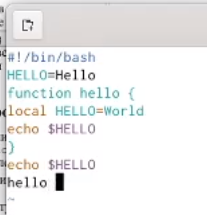 #!/bin/bash
HELLO=Hello
function hello {
local HELLO=World
echo $HELLO
}
echo $HELLO
hello
~